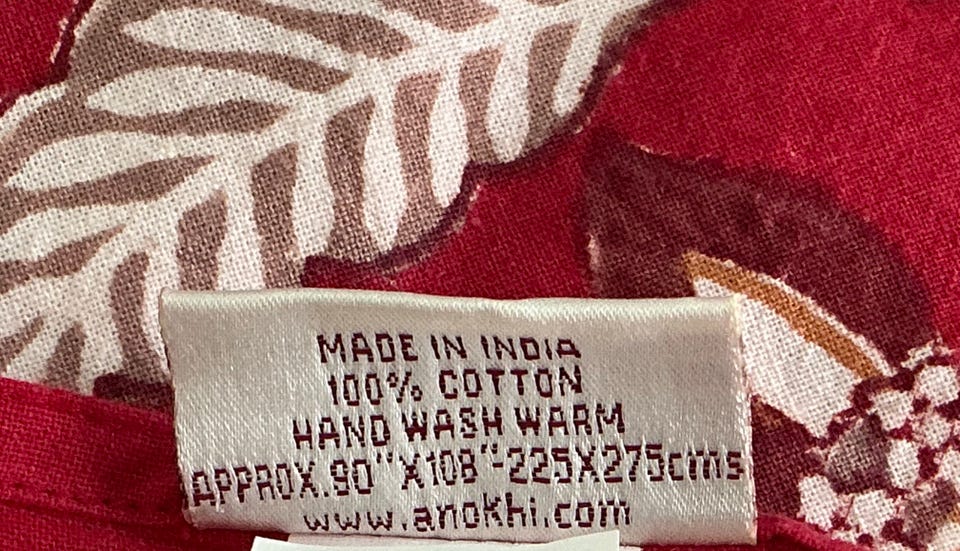 MADE IN INDIA
100% COTTON
HAND WASH WARM
APPROX.90"X108"-225X275cms
www.anokhi.com